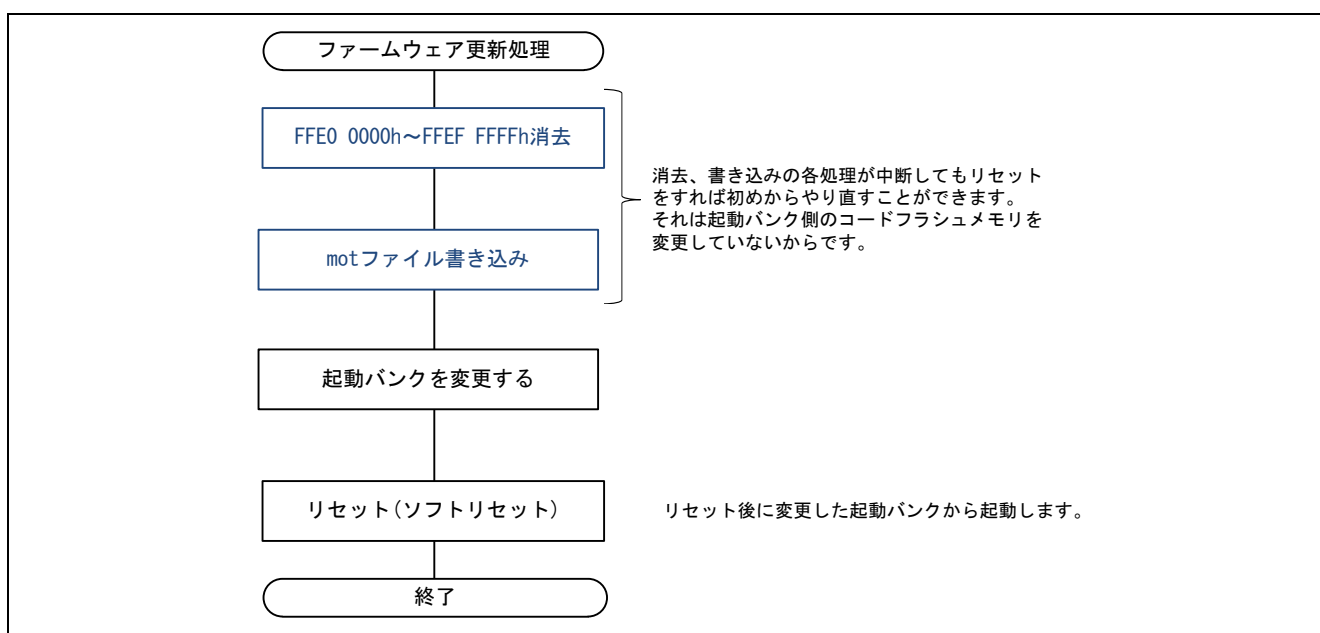 ファームウェア更新処理
FFE0 0000h～FFEF FFFFh消去
消去、書き込みの各処理が中断してもリセット
をすれば初めからやり直すことができます。
それは起動バンク側のコードフラシュメモリを
変更していないからです。
motファイル書き込み
起動バンクを変更する
リセット(ソフトリセット)
リセット後に変更した起動バンクから起動します。
終了